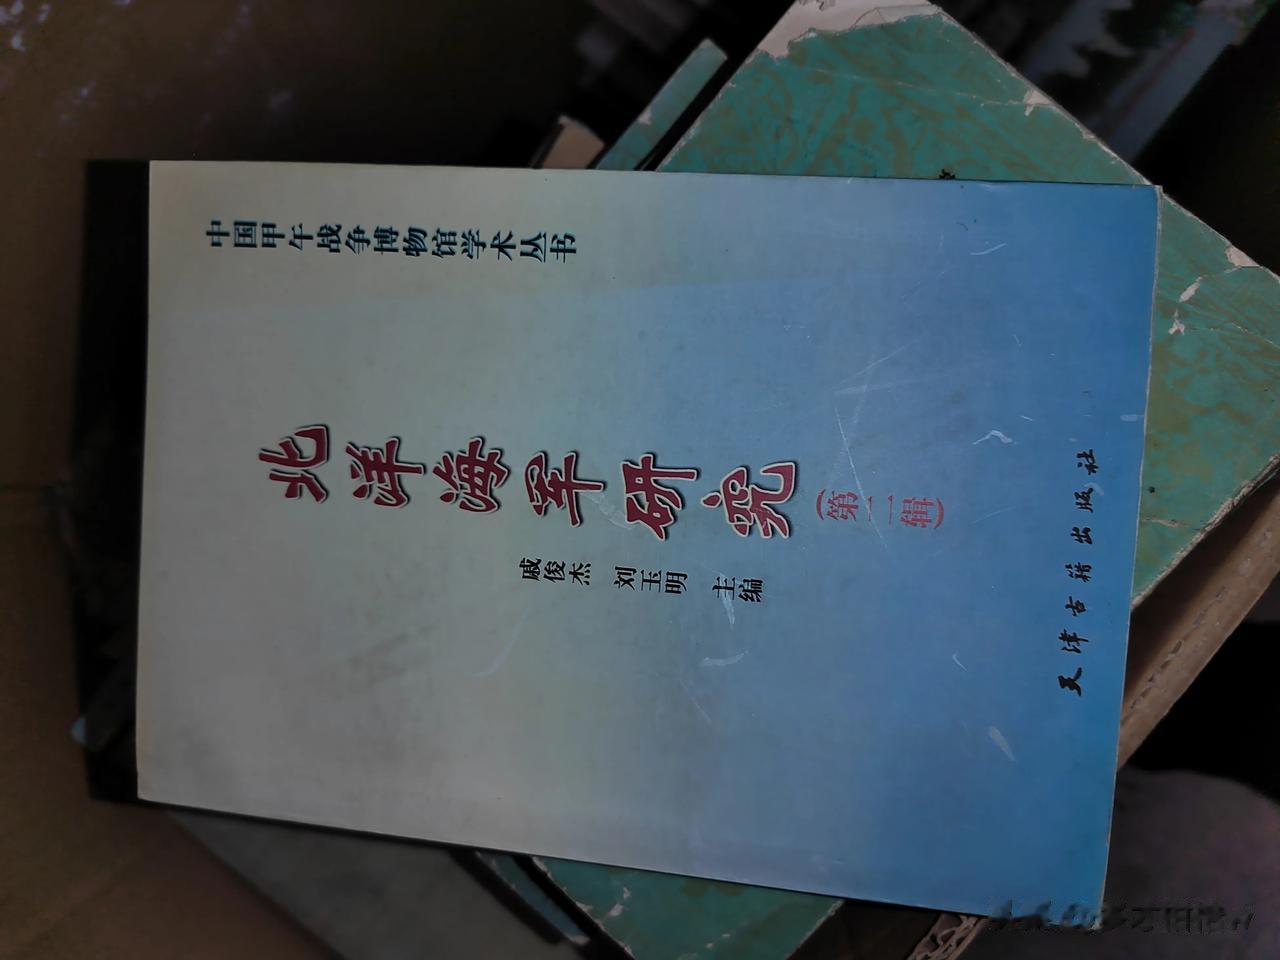 中国甲午战争博物馆学术丛书
北洋海军研究
(第二辑)
戚俊杰 刘玉明 主编
天津古籍出版社